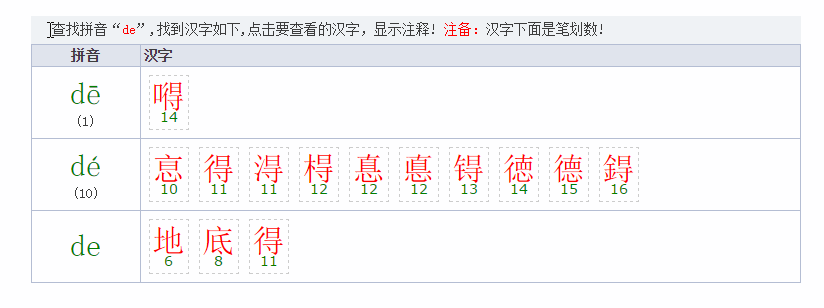 查找拼音“de”,找到汉字如下,点击要查看的汉字，显示注释! 注备：汉字下面是笔划数!
拼音 汉字
dē 嘚
(1) 14
dé 恴 得 淂 棏 悳 惪 锝 徳 德 鍀
(10) 10 11 11 12 12 12 13 14 15 16
de 地 底 得
6 8 11